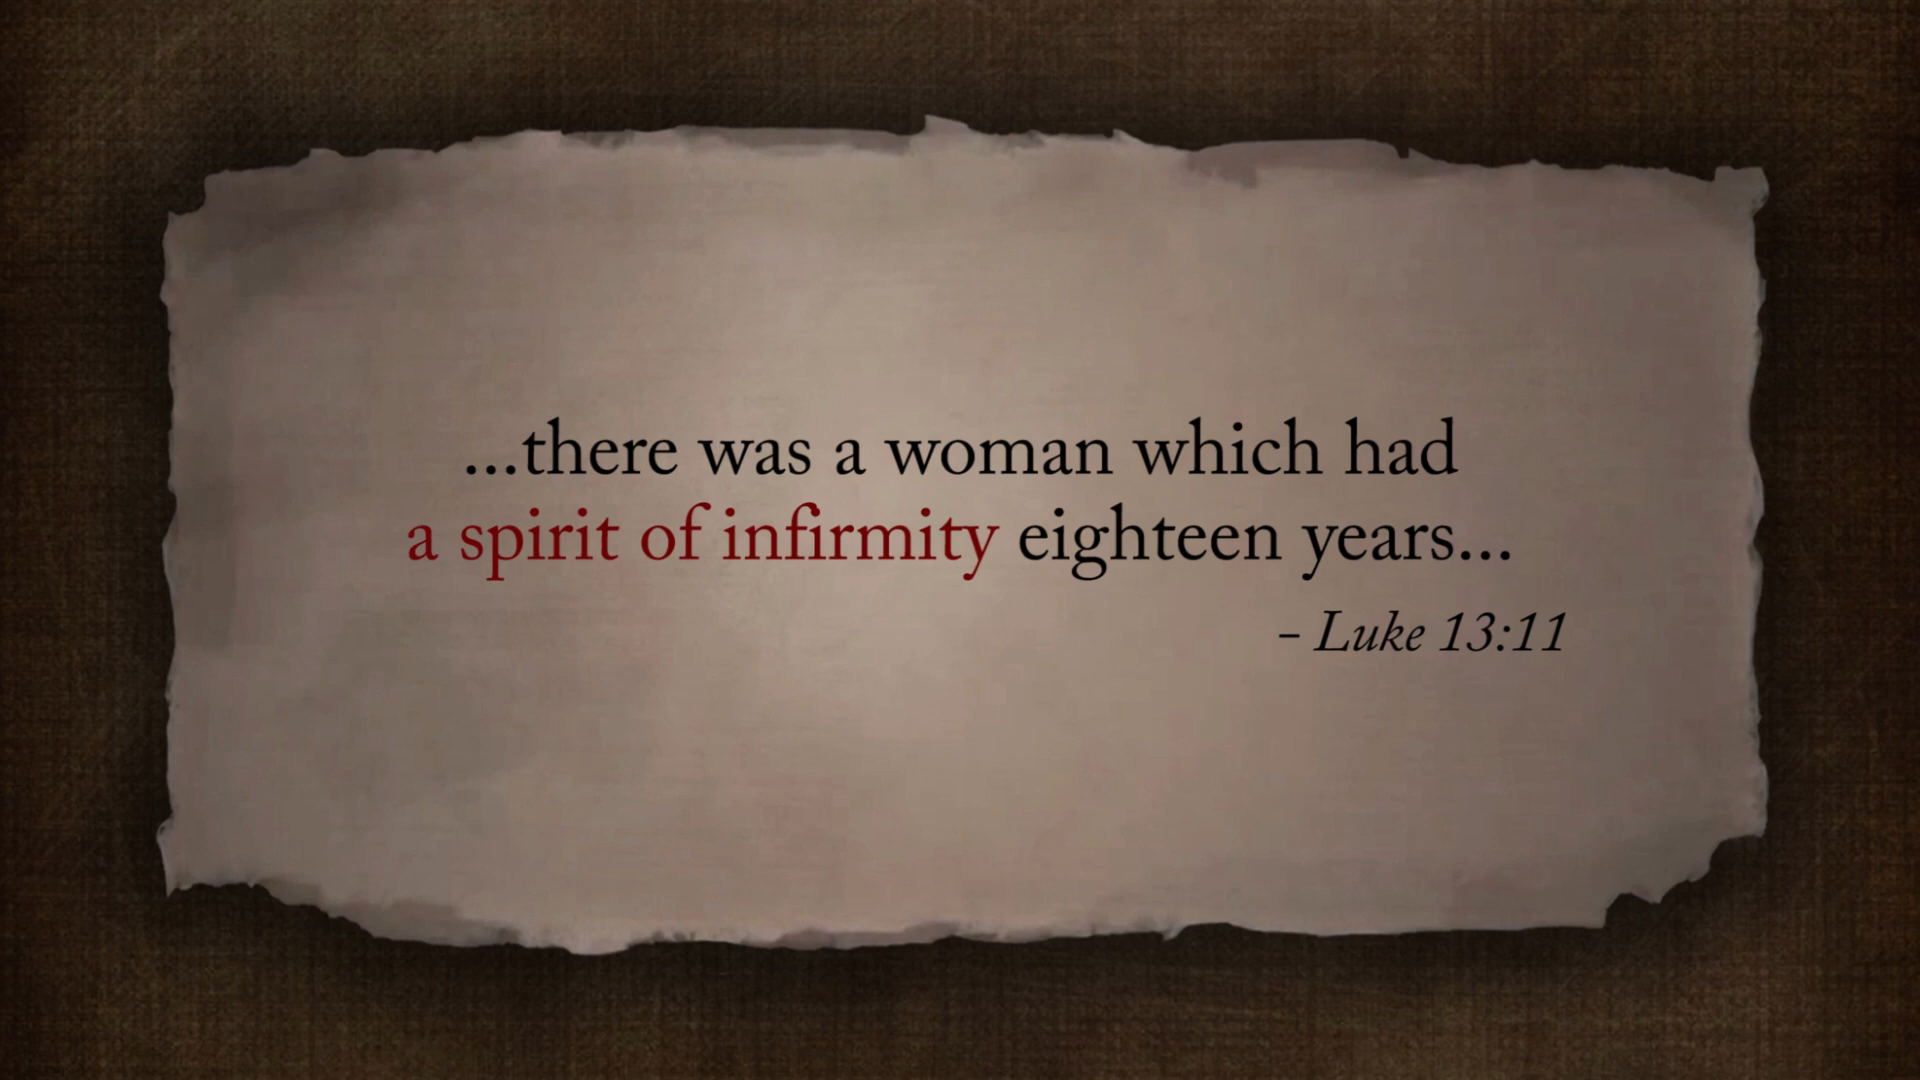 ...there was a woman which had
a spirit of infirmity eighteen years...
– Luke 13:11